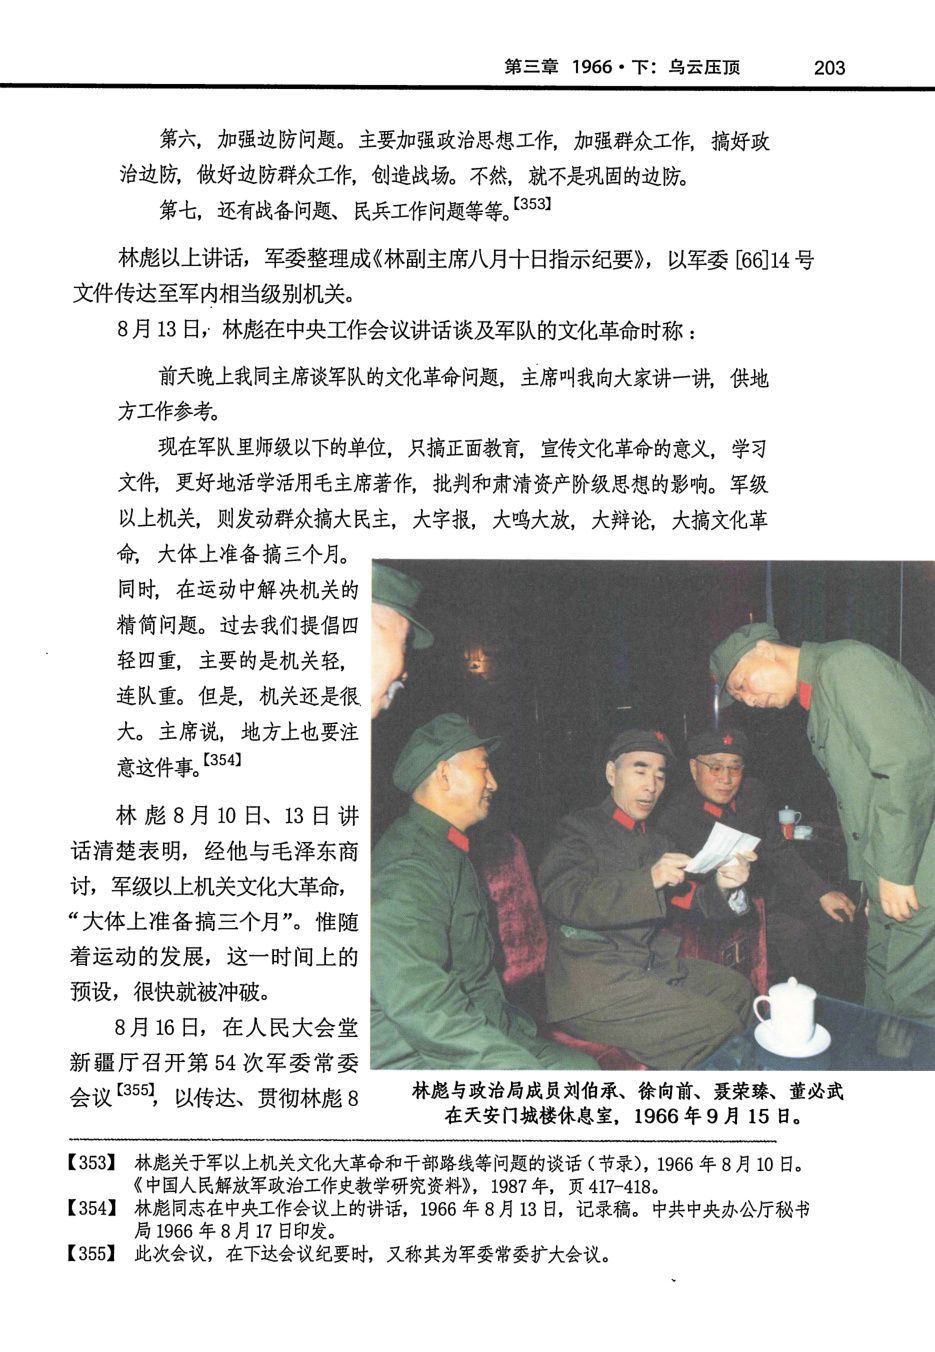 第三章 1966·下：乌云压顶 203
第六，加强边防问题。主要加强政治思想工作，加强群众工作，搞好政
治边防，做好边防群众工作，创造战场。不然，就不是巩固的边防。
第七，还有战备问题、民兵工作问题等等。【353】
林彪以上讲话，军委整理成《林副主席八月十日指示纪要》，以军委 [66]14 号
文件传达至军内相当级别机关。
8 月 13 日，林彪在中央工作会议讲话谈及军队的文化革命时称：
前天晚上我同主席谈军队的文化革命问题，主席叫我向大家讲一讲，供地
方工作参考。
现在军队里师级以下的单位，只搞正面教育，宣传文化革命的意义，学习
文件，更好地活学活用毛主席著作，批判和肃清资产阶级思想的影响。军级
以上机关，则发动群众搞大民主，大字报，大鸣大放，大辩论，大搞文化革
命，大体上准备搞三个月。
同时，在运动中解决机关的
精简问题。过去我们提倡四
轻四重，主要的是机关轻，
连队重。但是，机关还是很
大。主席说，地方上也要注
意这件事。【354】
林彪 8 月 10 日、13 日讲
话清楚表明，经他与毛泽东商
讨，军级以上机关文化大革命，
“大体上准备搞三个月”。惟随
着运动的发展，这一时间上的
预设，很快就被冲破。
8 月 16 日，在人民大会堂
新疆厅召开第 54 次军委常委
会议【355】，以传达、贯彻林彪 8
林彪与政治局成员刘伯承、徐向前、聂荣臻、董必武
在天安门城楼休息室，1966 年 9 月 15 日。
【353】 林彪关于军以上机关文化大革命和干部路线等问题的谈话（节录），1966 年 8 月 10 日。
《中国人民解放军政治工作史教学研究资料》，1987 年，页 417-418。
【354】 林彪同志在中央工作会议上的讲话，1966 年 8 月 13 日，记录稿。中共中央办公厅秘书
局 1966 年 8 月 17 日印发。
【355】 此次会议，在下达会议纪要时，又称其为军委常委扩大会议。